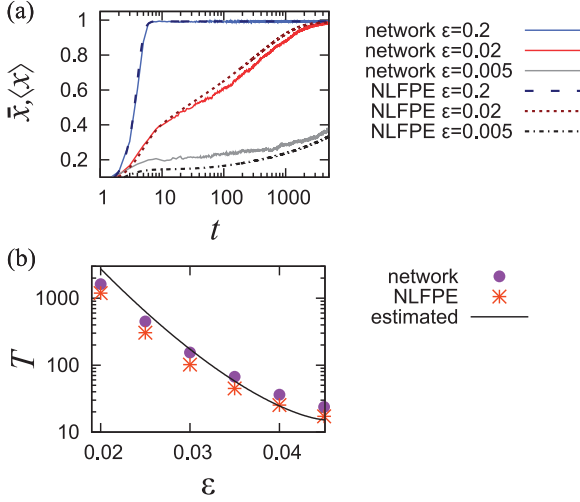 (a)
x̄,⟨x⟩
1
0.8
0.6
0.4
0.2
1 10 100 1000
t
network ε=0.2
network ε=0.02
network ε=0.005
NLFPE ε=0.2
NLFPE ε=0.02
NLFPE ε=0.005
(b)
T
1000
100
10
0.02 0.03 0.04
ε
network
NLFPE
estimated